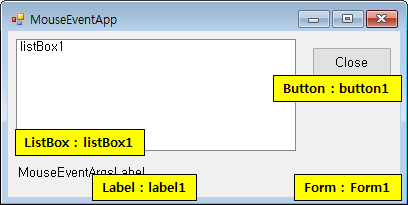 MouseEventApp
listBox1
Close
Button : button1
ListBox : listBox1
MouseEventArgsLabel
Label : label1
Form : Form1